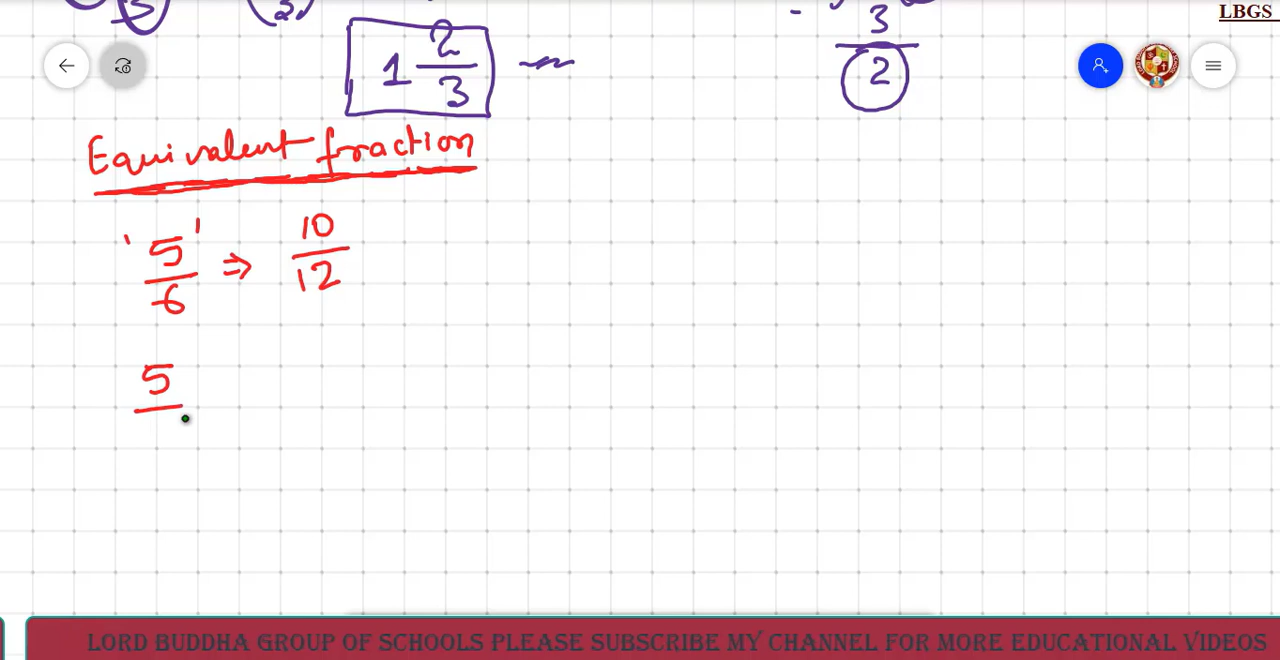 LBGS
1 2/3
3
2
Equivalent fraction
'5'/6 ⇒ 10/12
5
LORD BUDDHA GROUP OF SCHOOLS PLEASE SUBSCRIBE MY CHANNEL FOR MORE EDUCATIONAL VIDEOS